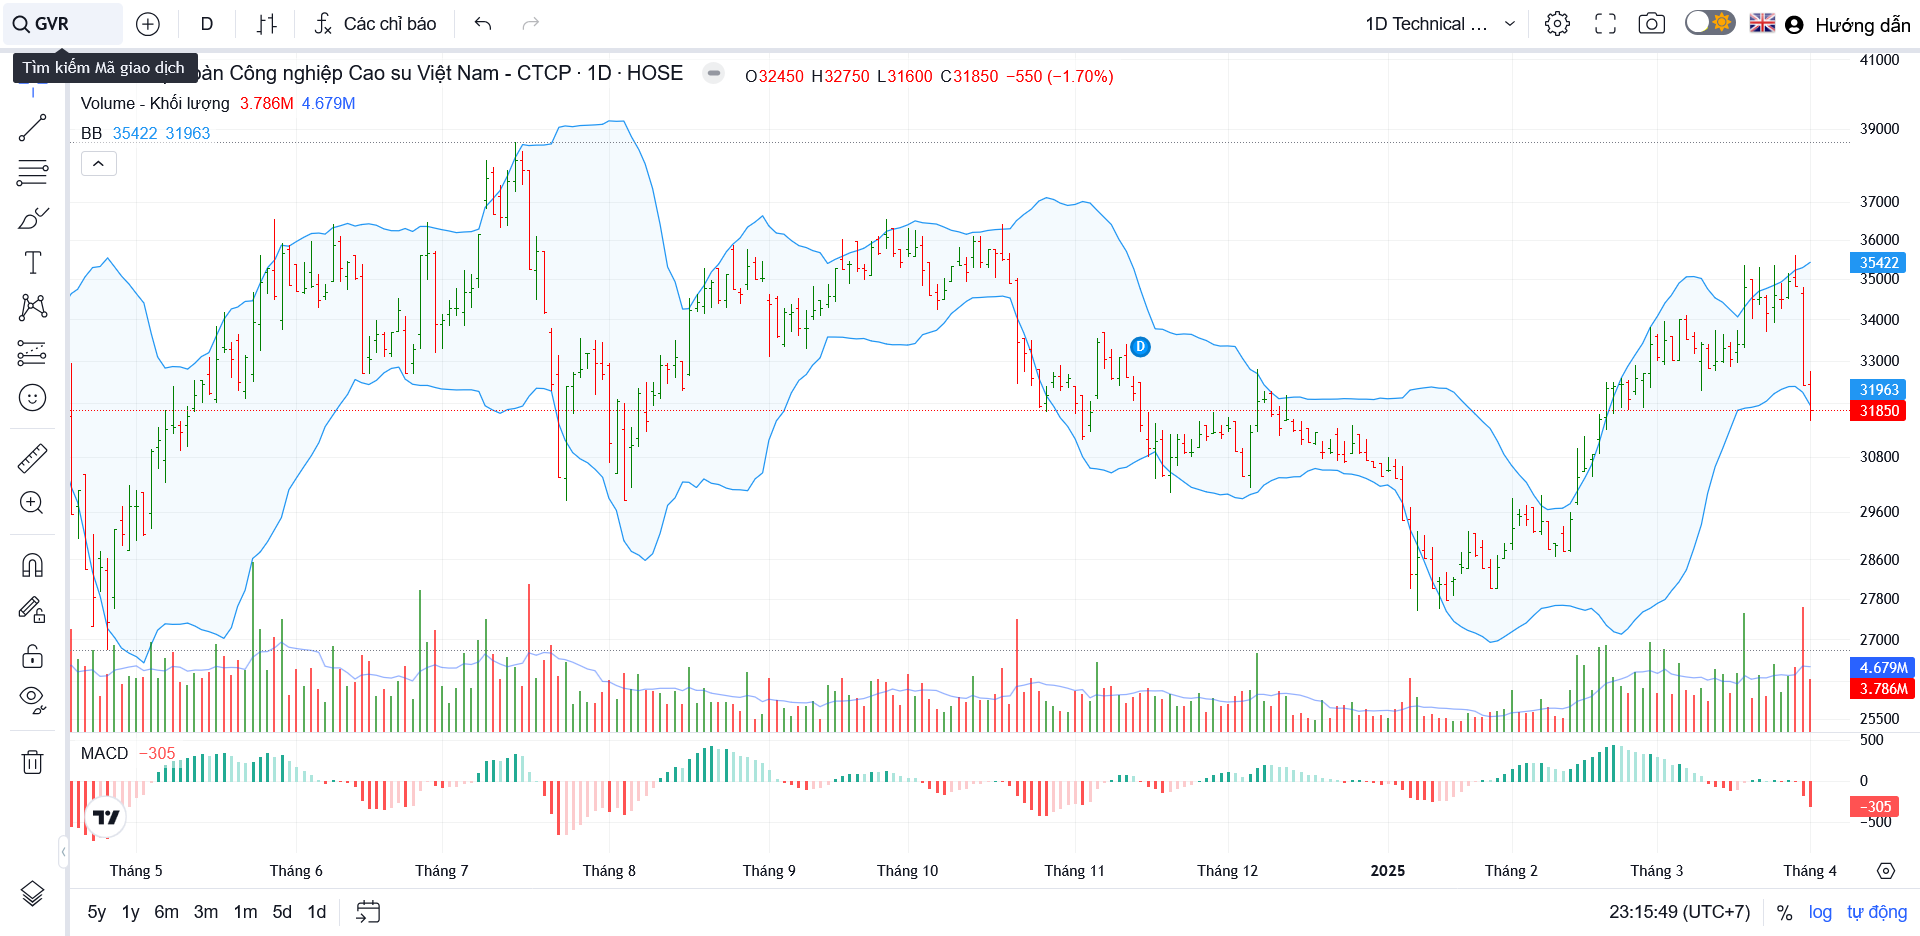 GVR
D
Các chỉ báo
1D Technical ...
Hướng dẫn
Tìm kiếm Mã giao dịch
Công nghiệp Cao su Việt Nam - CTCP · 1D · HOSE
O32450 H32750 L31600 C31850 −550 (−1.70%)
Volume - Khối lượng 3.786M 4.679M
BB 35422 31963
D
41000
39000
37000
36000
35422
35000
34000
33000
31963
31850
30800
29600
28600
27800
27000
4.679M
3.786M
25500
MACD −305
500
0
−305
−500
Tháng 5
Tháng 6
Tháng 7
Tháng 8
Tháng 9
Tháng 10
Tháng 11
Tháng 12
2025
Tháng 2
Tháng 3
Tháng 4
5y 1y 6m 3m 1m 5d 1d
23:15:49 (UTC+7)
% log tự động